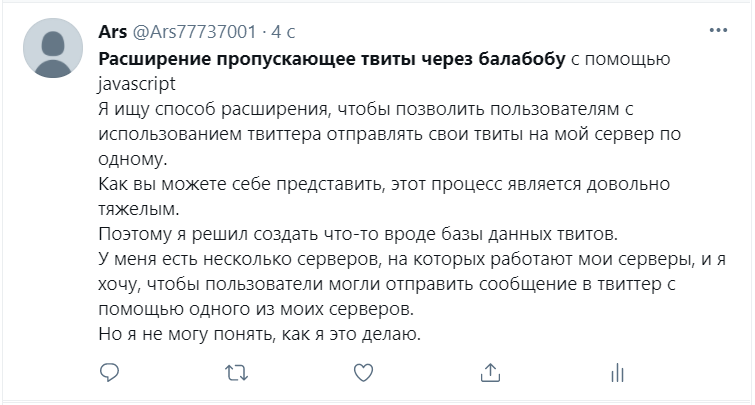 Ars @Ars77737001 · 4 с
Расширение пропускающее твиты через балабобу с помощью
javascript
Я ищу способ расширения, чтобы позволить пользователям с
использованием твиттера отправлять свои твиты на мой сервер по
одному.
Как вы можете себе представить, этот процесс является довольно
тяжелым.
Поэтому я решил создать что-то вроде базы данных твитов.
У меня есть несколько серверов, на которых работают мои серверы, и я
хочу, чтобы пользователи могли отправить сообщение в твиттер с
помощью одного из моих серверов.
Но я не могу понять, как я это делаю.